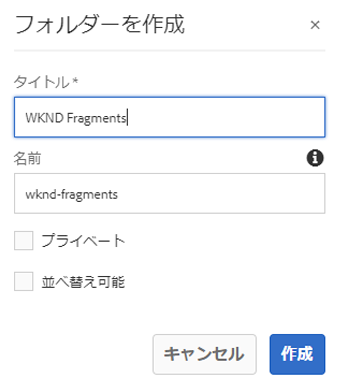 フォルダーを作成
タイトル *
WKND Fragments
名前
wknd-fragments
プライベート
並べ替え可能
キャンセル
作成